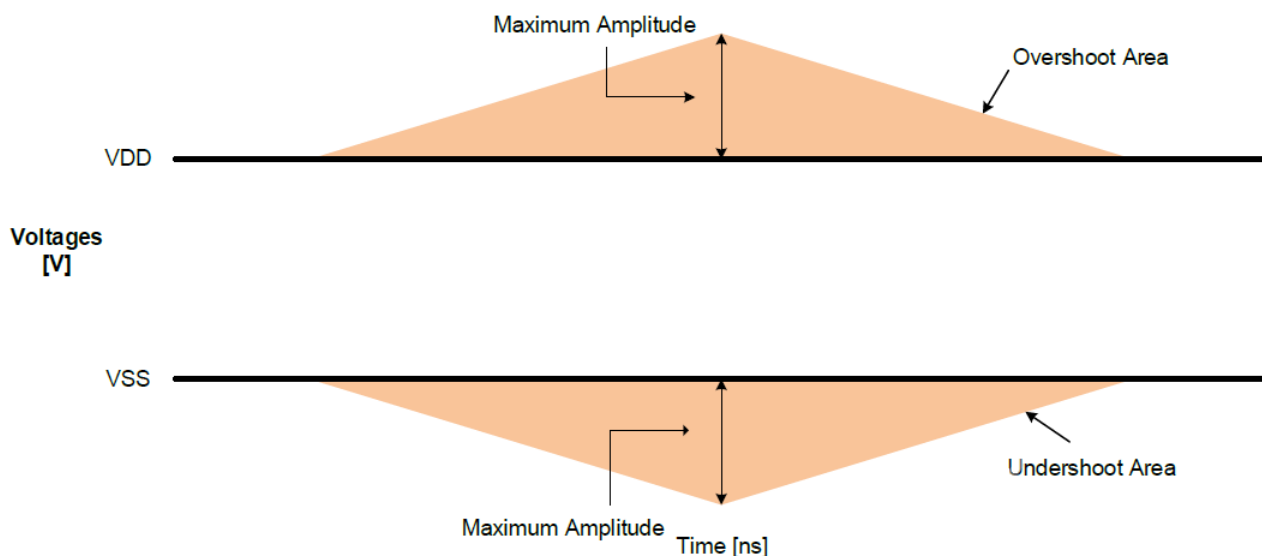 Maximum Amplitude
Overshoot Area
VDD
Voltages
[V]
VSS
Undershoot Area
Maximum Amplitude
Time [ns]